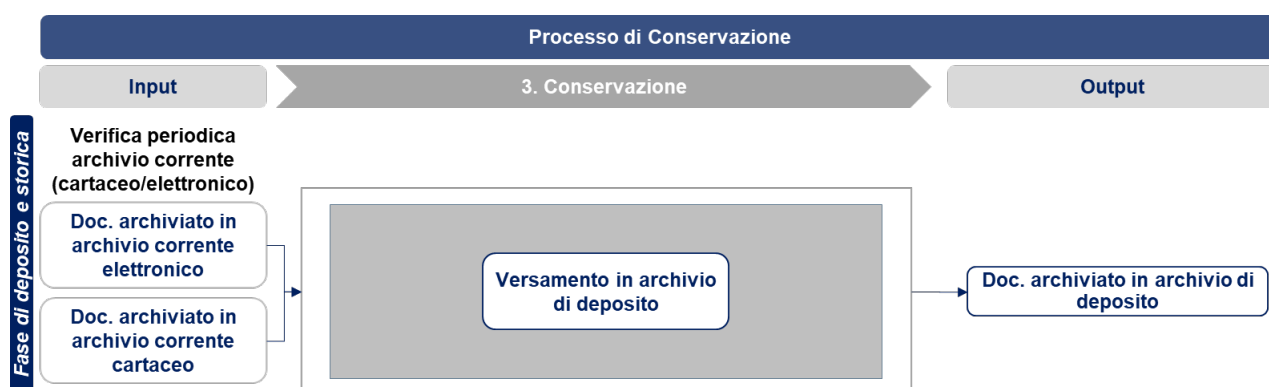 Processo di Conservazione
Input
3. Conservazione
Output
Fase di deposito e storica
Verifica periodica
archivio corrente
(cartaceo/elettronico)
Doc. archiviato in
archivio corrente
elettronico
Doc. archiviato in
archivio corrente
cartaceo
Versamento in archivio
di deposito
Doc. archiviato in archivio di
deposito